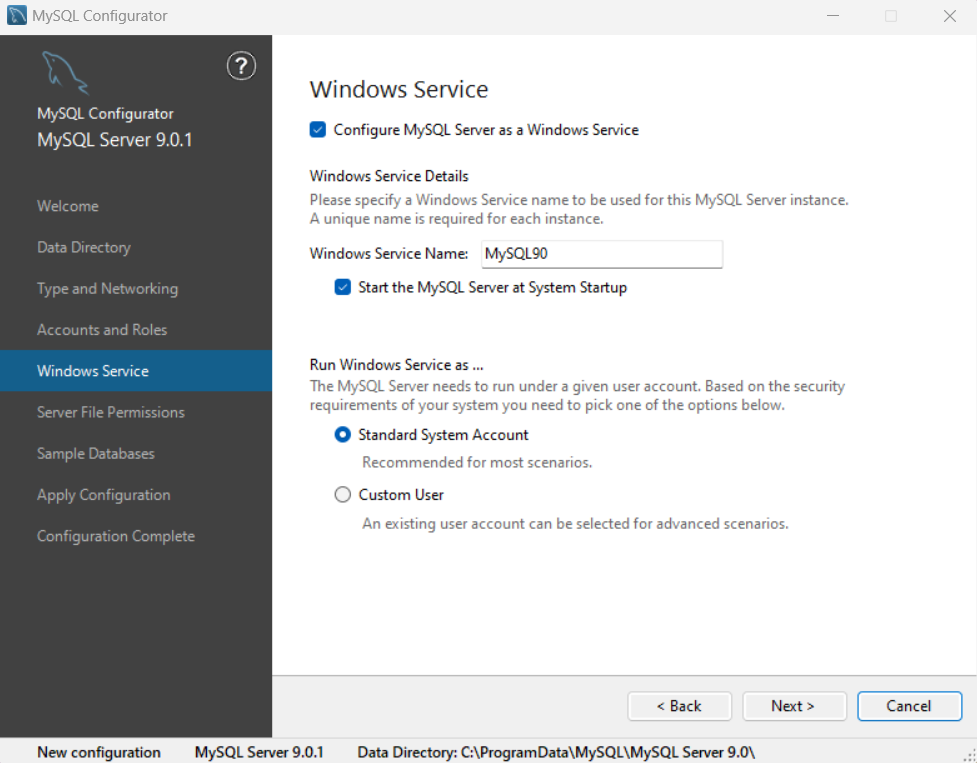 MySQL Configurator
?
MySQL Configurator
MySQL Server 9.0.1
Welcome
Data Directory
Type and Networking
Accounts and Roles
Windows Service
Server File Permissions
Sample Databases
Apply Configuration
Configuration Complete
Windows Service
Configure MySQL Server as a Windows Service
Windows Service Details
Please specify a Windows Service name to be used for this MySQL Server instance.
A unique name is required for each instance.
Windows Service Name: MySQL90
Start the MySQL Server at System Startup
Run Windows Service as ...
The MySQL Server needs to run under a given user account. Based on the security
requirements of your system you need to pick one of the options below.
Standard System Account
Recommended for most scenarios.
Custom User
An existing user account can be selected for advanced scenarios.
< Back Next > Cancel
New configuration MySQL Server 9.0.1 Data Directory: C:\ProgramData\MySQL\MySQL Server 9.0\